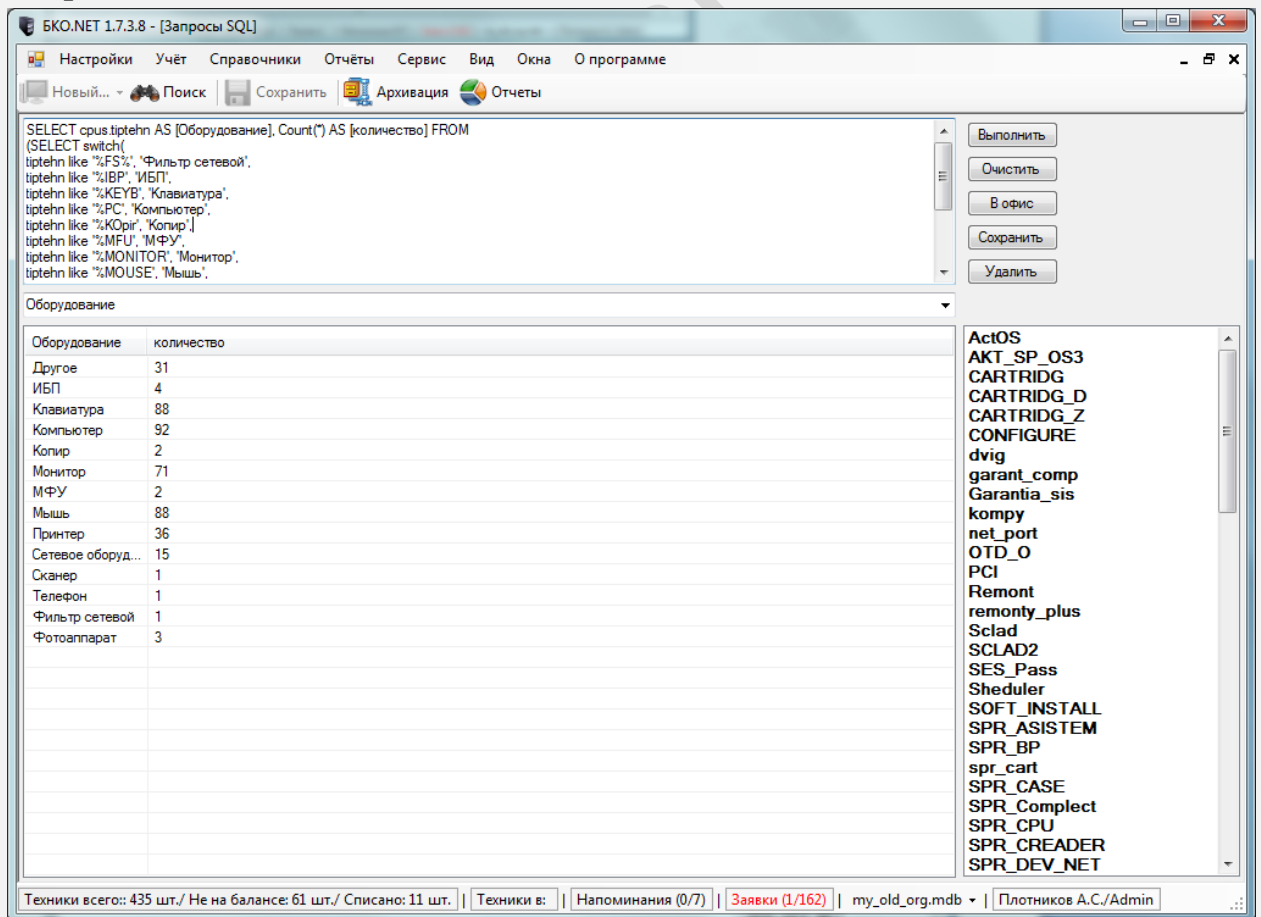 БКО.NET 1.7.3.8 - [Запросы SQL]
Настройки Учёт Справочники Отчёты Сервис Вид Окна О программе
Новый... Поиск Сохранить Архивация Отчеты
SELECT cpus.tiptehn AS [Оборудование], Count(*) AS [количество] FROM
(SELECT switch(
tiptehn like '%FS%', 'Фильтр сетевой',
tiptehn like '%IBP', 'ИБП',
tiptehn like '%KEYB', 'Клавиатура',
tiptehn like '%PC', 'Компьютер',
tiptehn like '%KOpir', 'Копир',
tiptehn like '%MFU', 'МФУ',
tiptehn like '%MONITOR', 'Монитор',
tiptehn like '%MOUSE', 'Мышь',
Выполнить
Очистить
В офис
Сохранить
Удалить
Оборудование
Оборудование количество
Другое 31
ИБП 4
Клавиатура 88
Компьютер 92
Копир 2
Монитор 71
МФУ 2
Мышь 88
Принтер 36
Сетевое оборуд... 15
Сканер 1
Телефон 1
Фильтр сетевой 1
Фотоаппарат 3
ActOS
AKT_SP_OS3
CARTRIDG
CARTRIDG_D
CARTRIDG_Z
CONFIGURE
dvig
garant_comp
Garantia_sis
kompy
net_port
OTD_O
PCI
Remont
remonty_plus
Sclad
SCLAD2
SES_Pass
Sheduler
SOFT_INSTALL
SPR_ASISTEM
SPR_BP
spr_cart
SPR_CASE
SPR_Complect
SPR_CPU
SPR_CREADER
SPR_DEV_NET
Техники всего:: 435 шт./ Не на балансе: 61 шт./ Списано: 11 шт. | Техники в: | Напоминания (0/7) | Заявки (1/162) | my_old_org.mdb | Плотников А.С./Admin